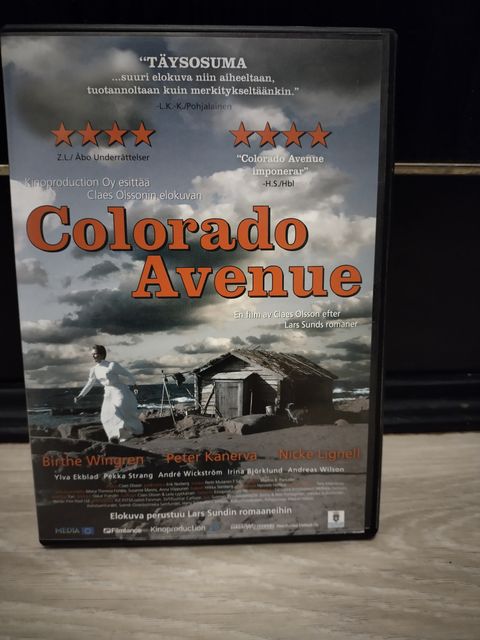 “TÄYSOSUMA
...suuri elokuva niin aiheeltaan,
tuotannoltaan kuin merkitykseltäänkin.”
-L.K.-K./Pohjalainen
Z.L./ Åbo Underrättelser
“Colorado Avenue
imponerar”
-H.S./Hbl
Kinoproduction Oy esittää
Claes Olssonin elokuvan
Colorado
Avenue
En film av Claes Olsson efter
Lars Sunds romaner
Birthe Wingren Peter Kanerva Nicke Lignell
Ylva Ekblad Pekka Strang André Wickström Irina Björklund Andreas Wilson
Elokuva perustuu Lars Sundin romaaneihin
MEDIA Filmlance Kinoproduction